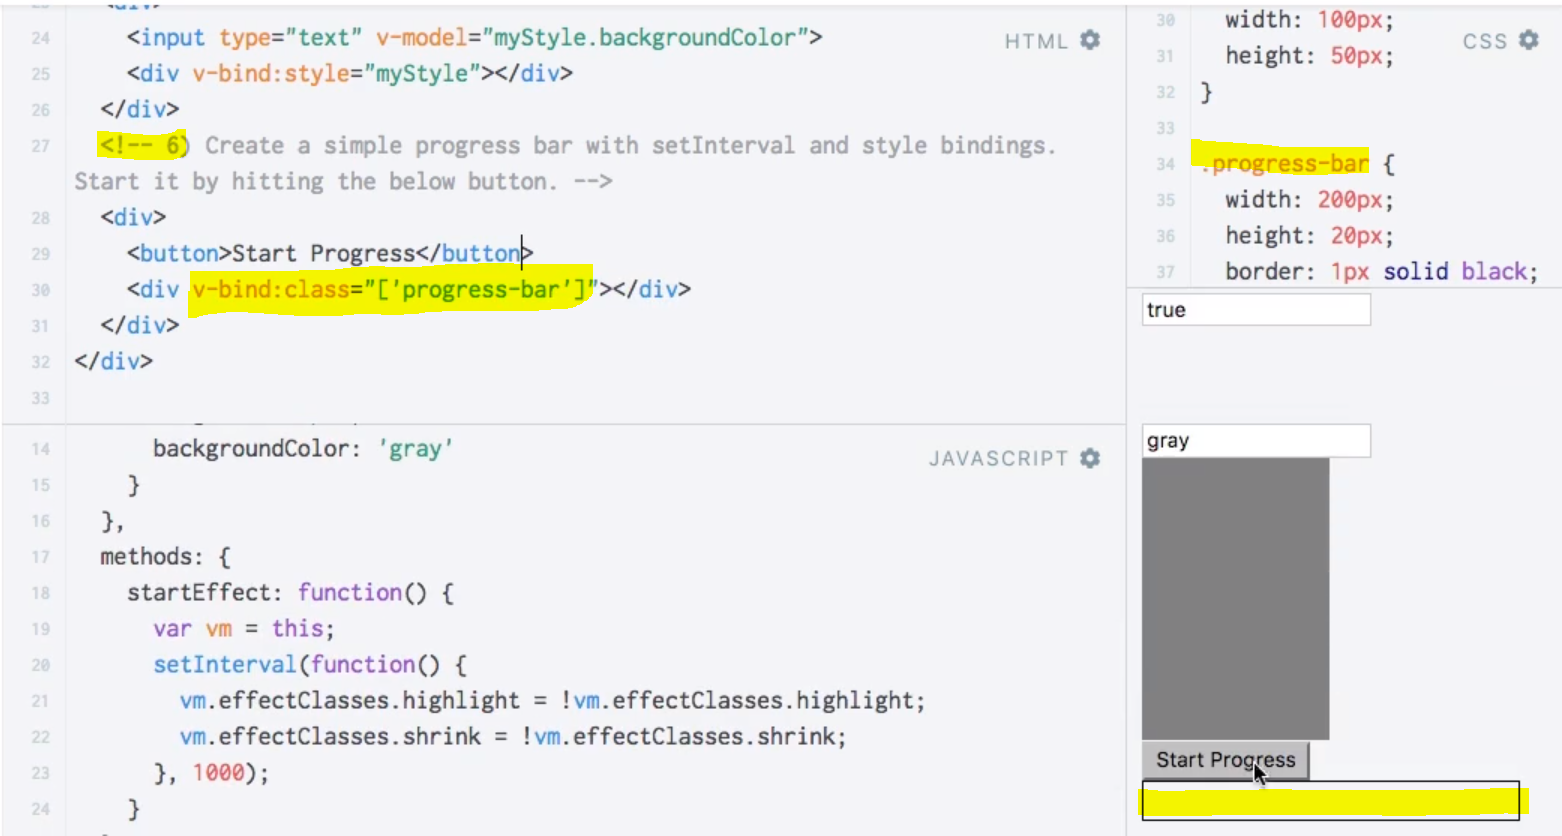 23 <div>
24 <input type="text" v-model="myStyle.backgroundColor">
25 <div v-bind:style="myStyle"></div>
26 </div>
27 <!-- 6) Create a simple progress bar with setInterval and style bindings.
Start it by hitting the below button. -->
28 <div>
29 <button>Start Progress</button>
30 <div v-bind:class="['progress-bar']"></div>
31 </div>
32 </div>
33
HTML
30 width: 100px;
31 height: 50px;
32 }
33
34 .progress-bar {
35 width: 200px;
36 height: 20px;
37 border: 1px solid black;
CSS
14 backgroundColor: 'gray'
15 }
16 },
17 methods: {
18 startEffect: function() {
19 var vm = this;
20 setInterval(function() {
21 vm.effectClasses.highlight = !vm.effectClasses.highlight;
22 vm.effectClasses.shrink = !vm.effectClasses.shrink;
23 }, 1000);
24 }
JAVASCRIPT
true
gray
Start Progress